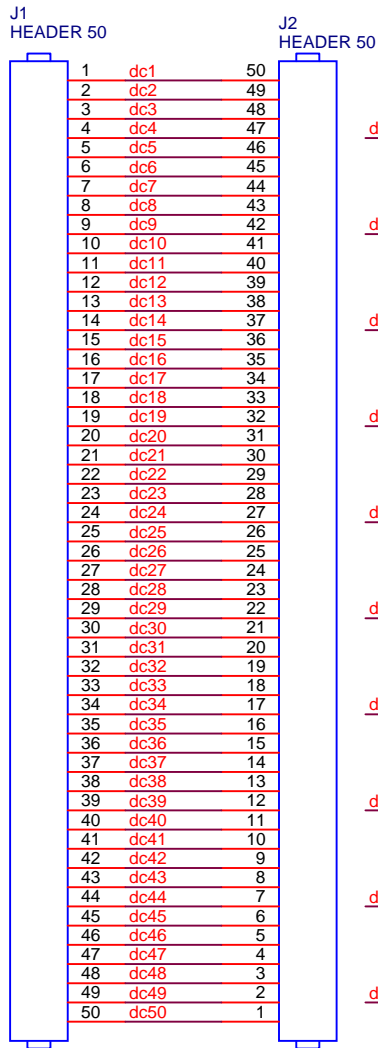 J1
HEADER 50
J2
HEADER 50
1 dc1 50
2 dc2 49
3 dc3 48
4 dc4 47
5 dc5 46
6 dc6 45
7 dc7 44
8 dc8 43
9 dc9 42
10 dc10 41
11 dc11 40
12 dc12 39
13 dc13 38
14 dc14 37
15 dc15 36
16 dc16 35
17 dc17 34
18 dc18 33
19 dc19 32
20 dc20 31
21 dc21 30
22 dc22 29
23 dc23 28
24 dc24 27
25 dc25 26
26 dc26 25
27 dc27 24
28 dc28 23
29 dc29 22
30 dc30 21
31 dc31 20
32 dc32 19
33 dc33 18
34 dc34 17
35 dc35 16
36 dc36 15
37 dc37 14
38 dc38 13
39 dc39 12
40 dc40 11
41 dc41 10
42 dc42 9
43 dc43 8
44 dc44 7
45 dc45 6
46 dc46 5
47 dc47 4
48 dc48 3
49 dc49 2
50 dc50 1